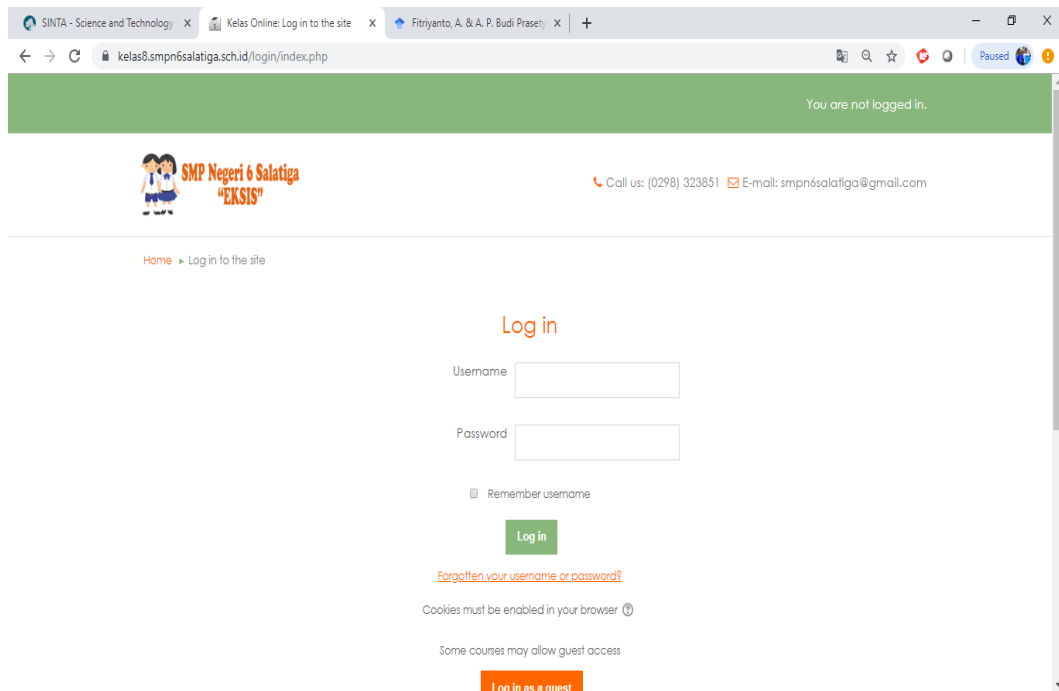 SINTA - Science and Technology
Kelas Online: Log in to the site
Fitriyanto, A. & A. P. Budi Prasety
kelas8.smpn6salatiga.sch.id/login/index.php
Paused
You are not logged in.
SMP Negeri 6 Salatiga
“EKSIS”
Call us: (0298) 323851 E-mail: smpn6salatiga@gmail.com
Home ▸ Log in to the site
Log in
Username
Password
Remember username
Log in
Forgotten your username or password?
Cookies must be enabled in your browser
Some courses may allow guest access
Log in as a guest